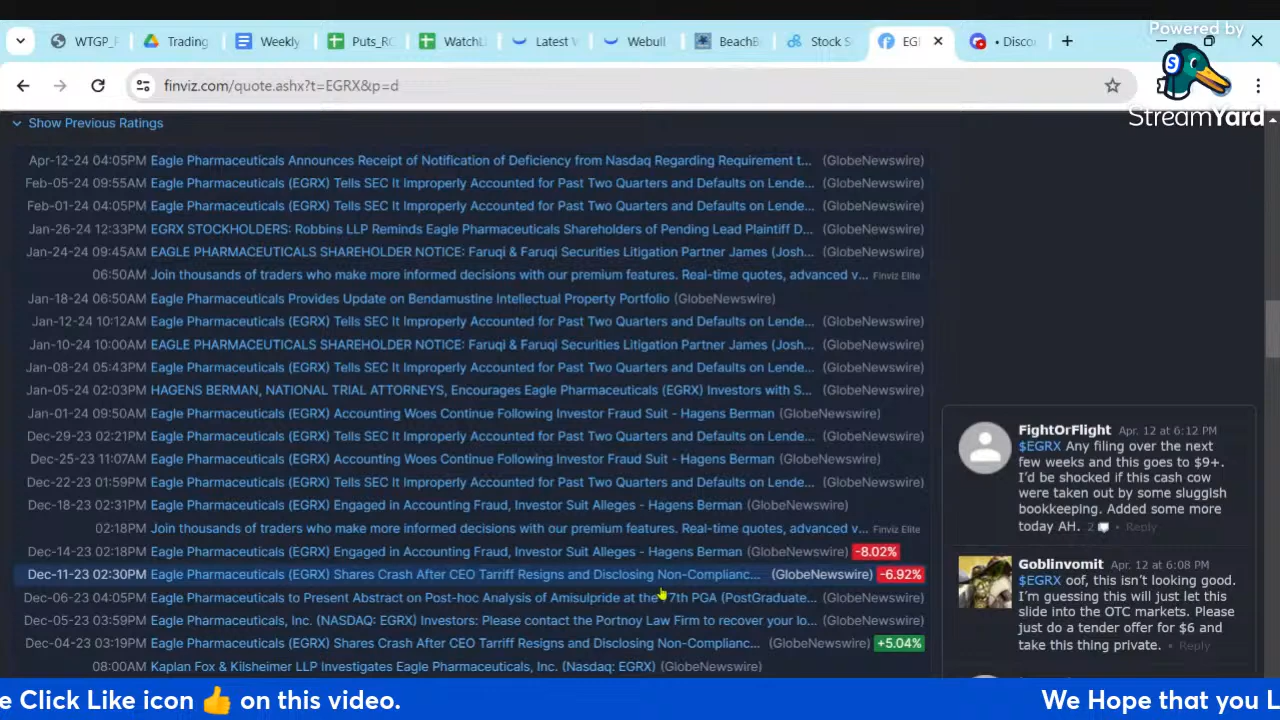 Powered by
WTGP_F
Trading
Weekly
Puts_RC
WatchLi
Latest V
Webull
BeachB
Stock S
EG
• Disco
finviz.com/quote.ashx?t=EGRX&p=d
StreamYard
Show Previous Ratings
Apr-12-24 04:05PM Eagle Pharmaceuticals Announces Receipt of Notification of Deficiency from Nasdaq Regarding Requirement t... (GlobeNewswire)
Feb-05-24 09:55AM Eagle Pharmaceuticals (EGRX) Tells SEC It Improperly Accounted for Past Two Quarters and Defaults on Lende... (GlobeNewswire)
Feb-01-24 04:05PM Eagle Pharmaceuticals (EGRX) Tells SEC It Improperly Accounted for Past Two Quarters and Defaults on Lende... (GlobeNewswire)
Jan-26-24 12:33PM EGRX STOCKHOLDERS: Robbins LLP Reminds Eagle Pharmaceuticals Shareholders of Pending Lead Plaintiff D... (GlobeNewswire)
Jan-24-24 09:45AM EAGLE PHARMACEUTICALS SHAREHOLDER NOTICE: Faruqi & Faruqi Securities Litigation Partner James (Josh... (GlobeNewswire)
06:50AM Join thousands of traders who make more informed decisions with our premium features. Real-time quotes, advanced v... Finviz Elite
Jan-18-24 06:50AM Eagle Pharmaceuticals Provides Update on Bendamustine Intellectual Property Portfolio (GlobeNewswire)
Jan-12-24 10:12AM Eagle Pharmaceuticals (EGRX) Tells SEC It Improperly Accounted for Past Two Quarters and Defaults on Lende... (GlobeNewswire)
Jan-10-24 10:00AM EAGLE PHARMACEUTICALS SHAREHOLDER NOTICE: Faruqi & Faruqi Securities Litigation Partner James (Josh... (GlobeNewswire)
Jan-08-24 05:43PM Eagle Pharmaceuticals (EGRX) Tells SEC It Improperly Accounted for Past Two Quarters and Defaults on Lende... (GlobeNewswire)
Jan-05-24 02:03PM HAGENS BERMAN, NATIONAL TRIAL ATTORNEYS, Encourages Eagle Pharmaceuticals (EGRX) Investors with S... (GlobeNewswire)
Jan-01-24 09:50AM Eagle Pharmaceuticals (EGRX) Accounting Woes Continue Following Investor Fraud Suit - Hagens Berman (GlobeNewswire)
Dec-29-23 02:21PM Eagle Pharmaceuticals (EGRX) Tells SEC It Improperly Accounted for Past Two Quarters and Defaults on Lende... (GlobeNewswire)
Dec-25-23 11:07AM Eagle Pharmaceuticals (EGRX) Accounting Woes Continue Following Investor Fraud Suit - Hagens Berman (GlobeNewswire)
Dec-22-23 01:59PM Eagle Pharmaceuticals (EGRX) Tells SEC It Improperly Accounted for Past Two Quarters and Defaults on Lende... (GlobeNewswire)
Dec-18-23 02:31PM Eagle Pharmaceuticals (EGRX) Engaged in Accounting Fraud, Investor Suit Alleges - Hagens Berman (GlobeNewswire)
02:18PM Join thousands of traders who make more informed decisions with our premium features. Real-time quotes, advanced v... Finviz Elite
Dec-14-23 02:18PM Eagle Pharmaceuticals (EGRX) Engaged in Accounting Fraud, Investor Suit Alleges - Hagens Berman (GlobeNewswire) -8.02%
Dec-11-23 02:30PM Eagle Pharmaceuticals (EGRX) Shares Crash After CEO Tarriff Resigns and Disclosing Non-Complianc... (GlobeNewswire) -6.92%
Dec-06-23 04:05PM Eagle Pharmaceuticals to Present Abstract on Post-hoc Analysis of Amisulpride at the 7th PGA (PostGraduate... (GlobeNewswire)
Dec-05-23 03:59PM Eagle Pharmaceuticals, Inc. (NASDAQ: EGRX) Investors: Please contact the Portnoy Law Firm to recover your lo... (GlobeNewswire)
Dec-04-23 03:19PM Eagle Pharmaceuticals (EGRX) Shares Crash After CEO Tarriff Resigns and Disclosing Non-Complianc... (GlobeNewswire) +5.04%
08:00AM Kaplan Fox & Kilsheimer LLP Investigates Eagle Pharmaceuticals, Inc. (Nasdaq: EGRX) (GlobeNewswire)
FightOrFlight Apr. 12 at 6:12 PM
$EGRX Any filing over the next
few weeks and this goes to $9+.
I'd be shocked if this cash cow
were taken out by some sluggish
bookkeeping. Added some more
today AH. 2 • Reply
Goblinvomit Apr. 12 at 6:08 PM
$EGRX oof, this isn't looking good.
I'm guessing this will just let this
slide into the OTC markets. Please
just do a tender offer for $6 and
take this thing private. • Reply
e Click Like icon 👍 on this video.
We Hope that you L